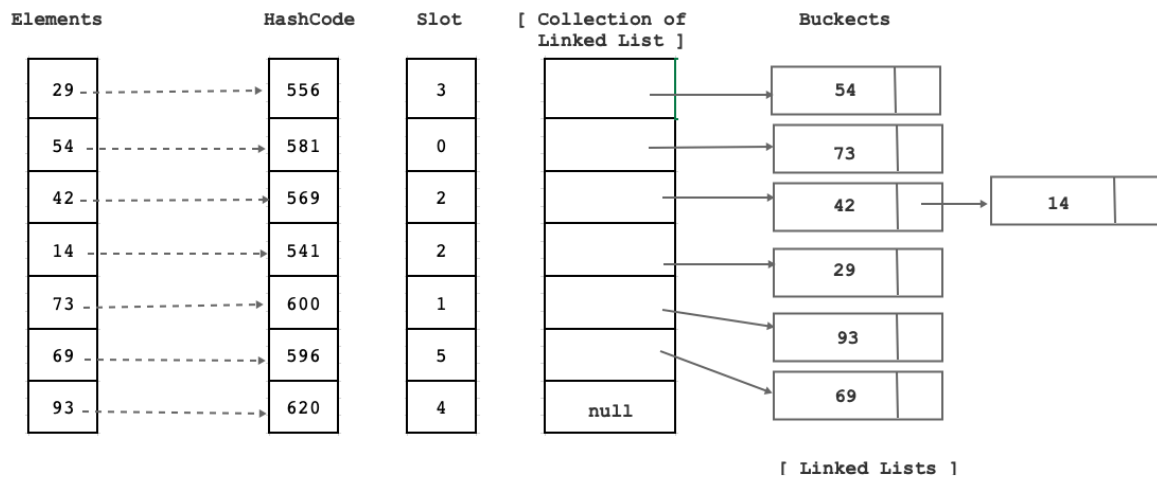 Elements HashCode Slot [ Collection of Linked List ] Buckects
29 556 3 54
54 581 0 73
42 569 2 42 14
14 541 2 29
73 600 1 93
69 596 5 69
93 620 4 null
[ Linked Lists ]